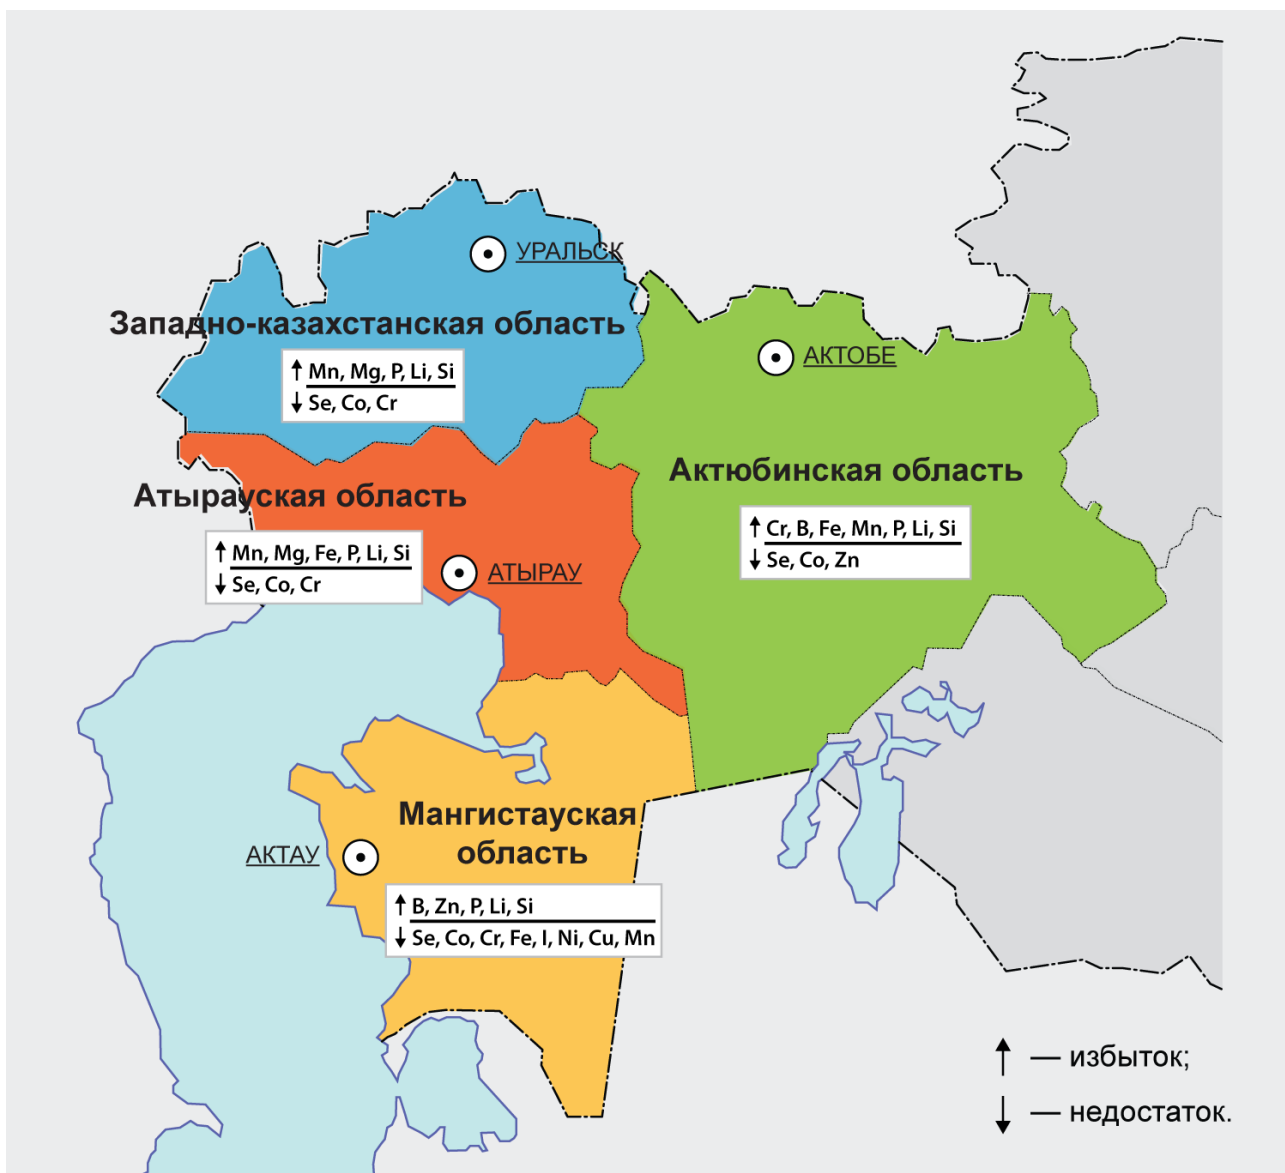 УРАЛЬСК
Западно-казахстанская область
↑ Mn, Mg, P, Li, Si
↓ Se, Co, Cr
АКТОБЕ
Актюбинская область
↑ Cr, B, Fe, Mn, P, Li, Si
↓ Se, Co, Zn
Атырауская область
↑ Mn, Mg, Fe, P, Li, Si
↓ Se, Co, Cr
АТЫРАУ
Мангистауская
область
АКТАУ
↑ B, Zn, P, Li, Si
↓ Se, Co, Cr, Fe, I, Ni, Cu, Mn
↑ — избыток;
↓ — недостаток.